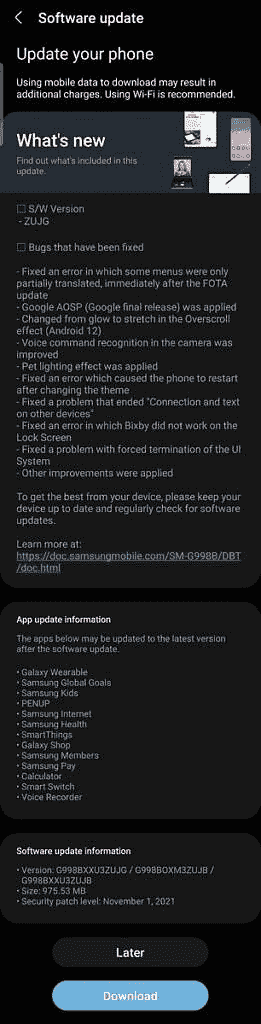 Software update
Update your phone
Using mobile data to download may result in
additional charges. Using Wi-Fi is recommended.
What's new
Find out what's included in this
update.
□ S/W Version
- ZUJG
□ Bugs that have been fixed
- Fixed an error in which some menus were only
partially translated, immediately after the FOTA
update
- Google AOSP (Google final release) was applied
- Changed from glow to stretch in the Overscroll
effect (Android 12)
- Voice command recognition in the camera was
improved
- Pet lighting effect was applied
- Fixed an error which caused the phone to restart
after changing the theme
- Fixed a problem that ended "Connection and text
on other devices"
- Fixed an error in which Bixby did not work on the
Lock Screen
- Fixed a problem with forced termination of the UI
System
- Other improvements were applied
To get the best from your device, please keep your
device up to date and regularly check for software
updates.
Learn more at:
https://doc.samsungmobile.com/SM-G998B/DBT
/doc.html
App update information
The apps below may be updated to the latest version
after the software update.
• Galaxy Wearable
• Samsung Global Goals
• Samsung Kids
• PENUP
• Samsung Internet
• Samsung Health
• SmartThings
• Galaxy Shop
• Samsung Members
• Samsung Pay
• Calculator
• Smart Switch
• Voice Recorder
Software update information
• Version: G998BXXU3ZUJG / G998BOXM3ZUJB /
G998BXXU3ZUJB
• Size: 975.53 MB
• Security patch level: November 1, 2021
Later
Download